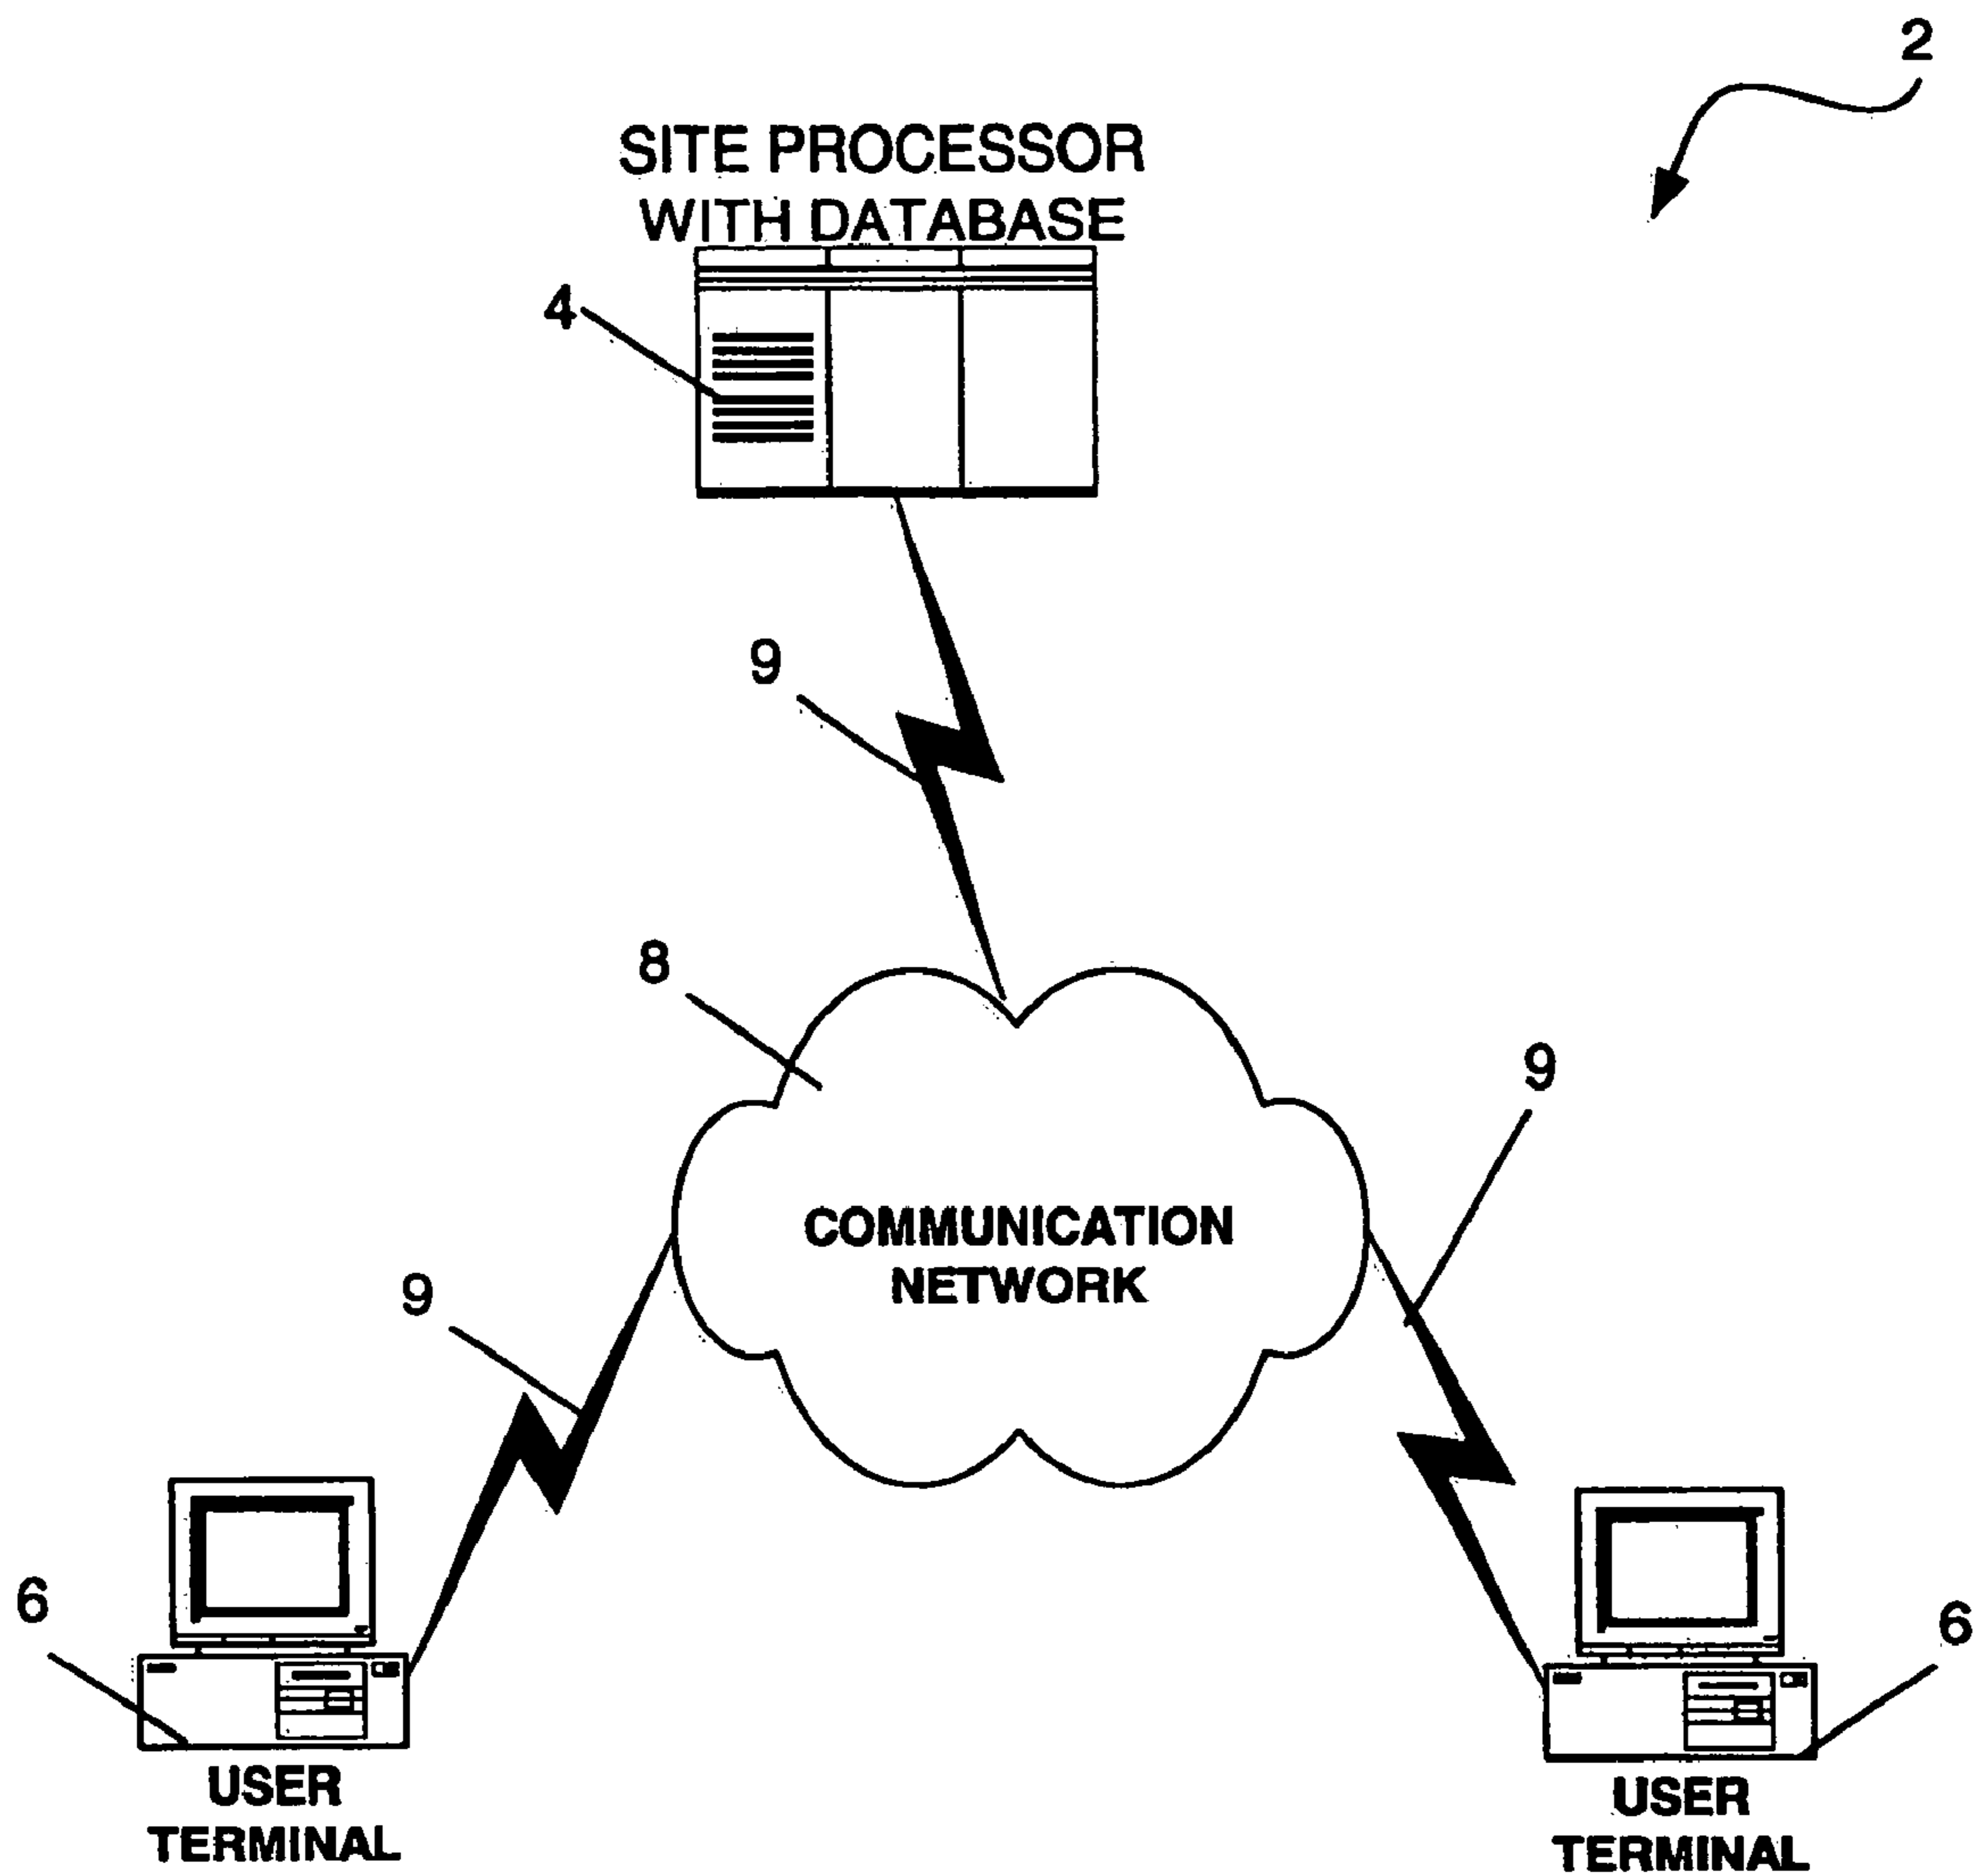 2
SITE PROCESSOR
WITH DATABASE
4
9
8
9
COMMUNICATION
NETWORK
9
6
6
USER
TERMINAL
USER
TERMINAL